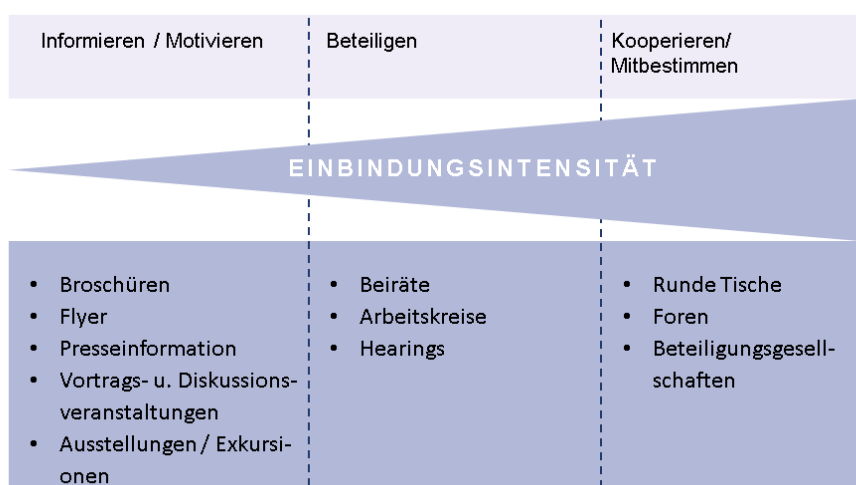 Informieren / Motivieren
Beteiligen
Kooperieren/
Mitbestimmen
EINBINDUNGSINTENSITÄT
• Broschüren
• Flyer
• Presseinformation
• Vortrags- u. Diskussions-
veranstaltungen
• Ausstellungen / Exkursi-
onen
• Beiräte
• Arbeitskreise
• Hearings
• Runde Tische
• Foren
• Beteiligungsgesell-
schaften